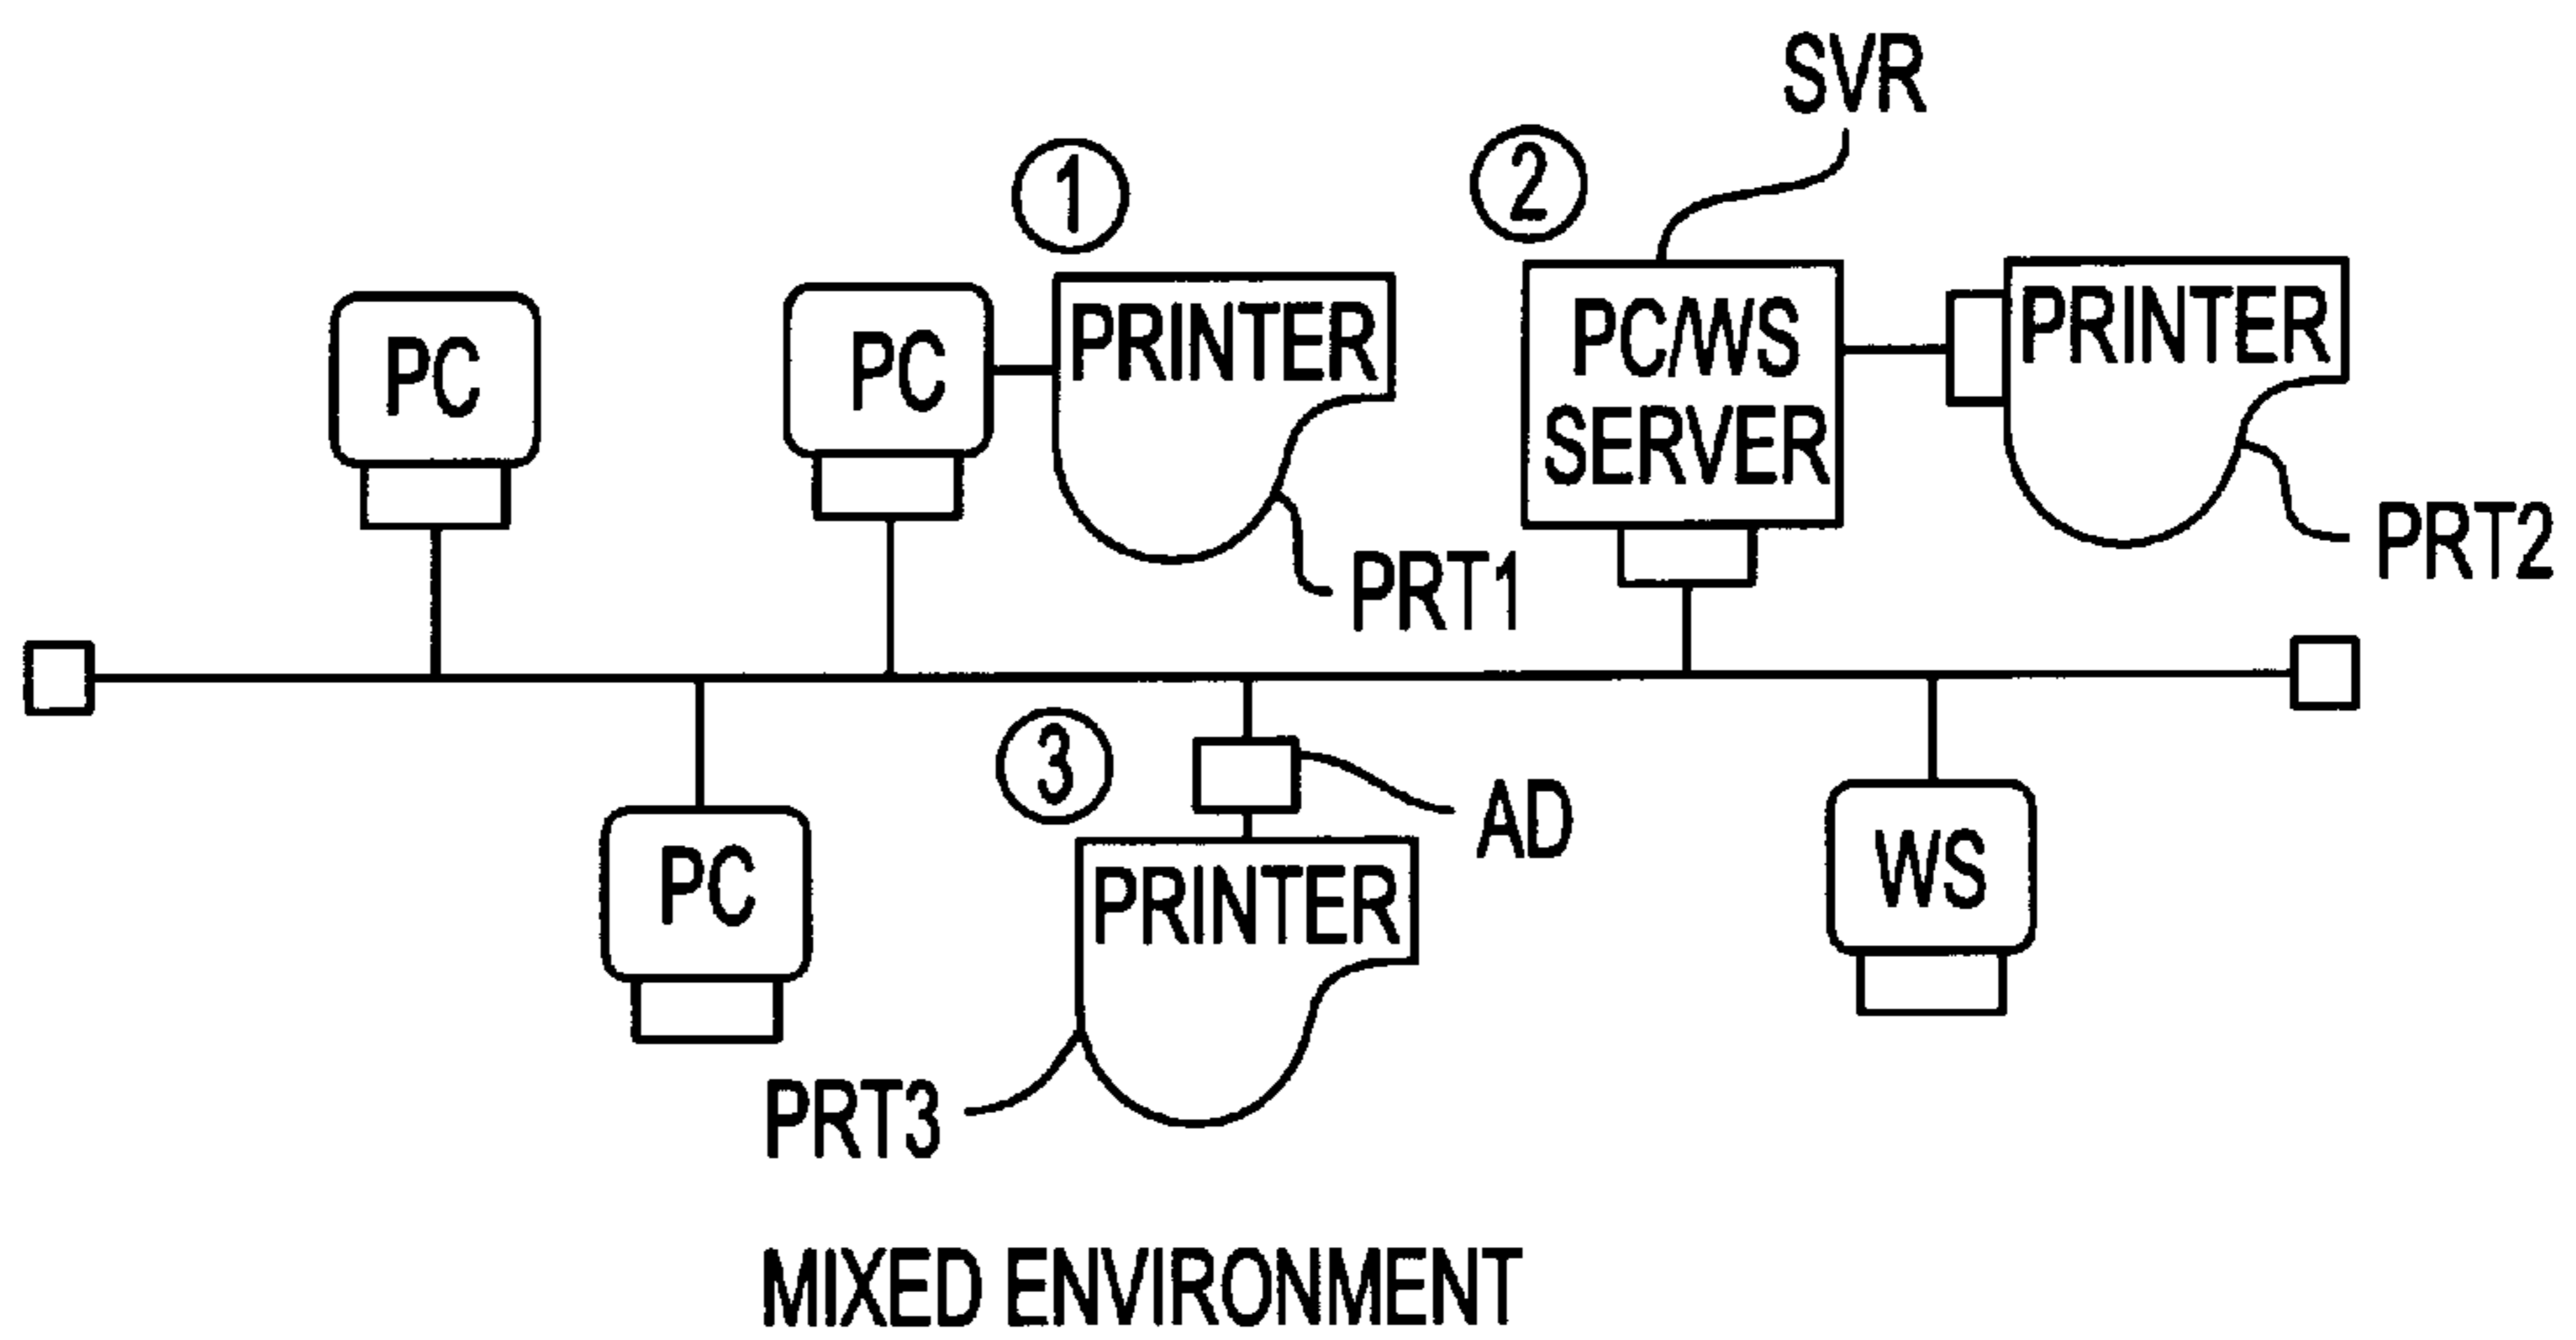 SVR
1
2
PC
PC
PRINTER
PC/WS
SERVER
PRINTER
PRT1
PRT2
3
AD
PC
PRINTER
WS
PRT3
MIXED ENVIRONMENT